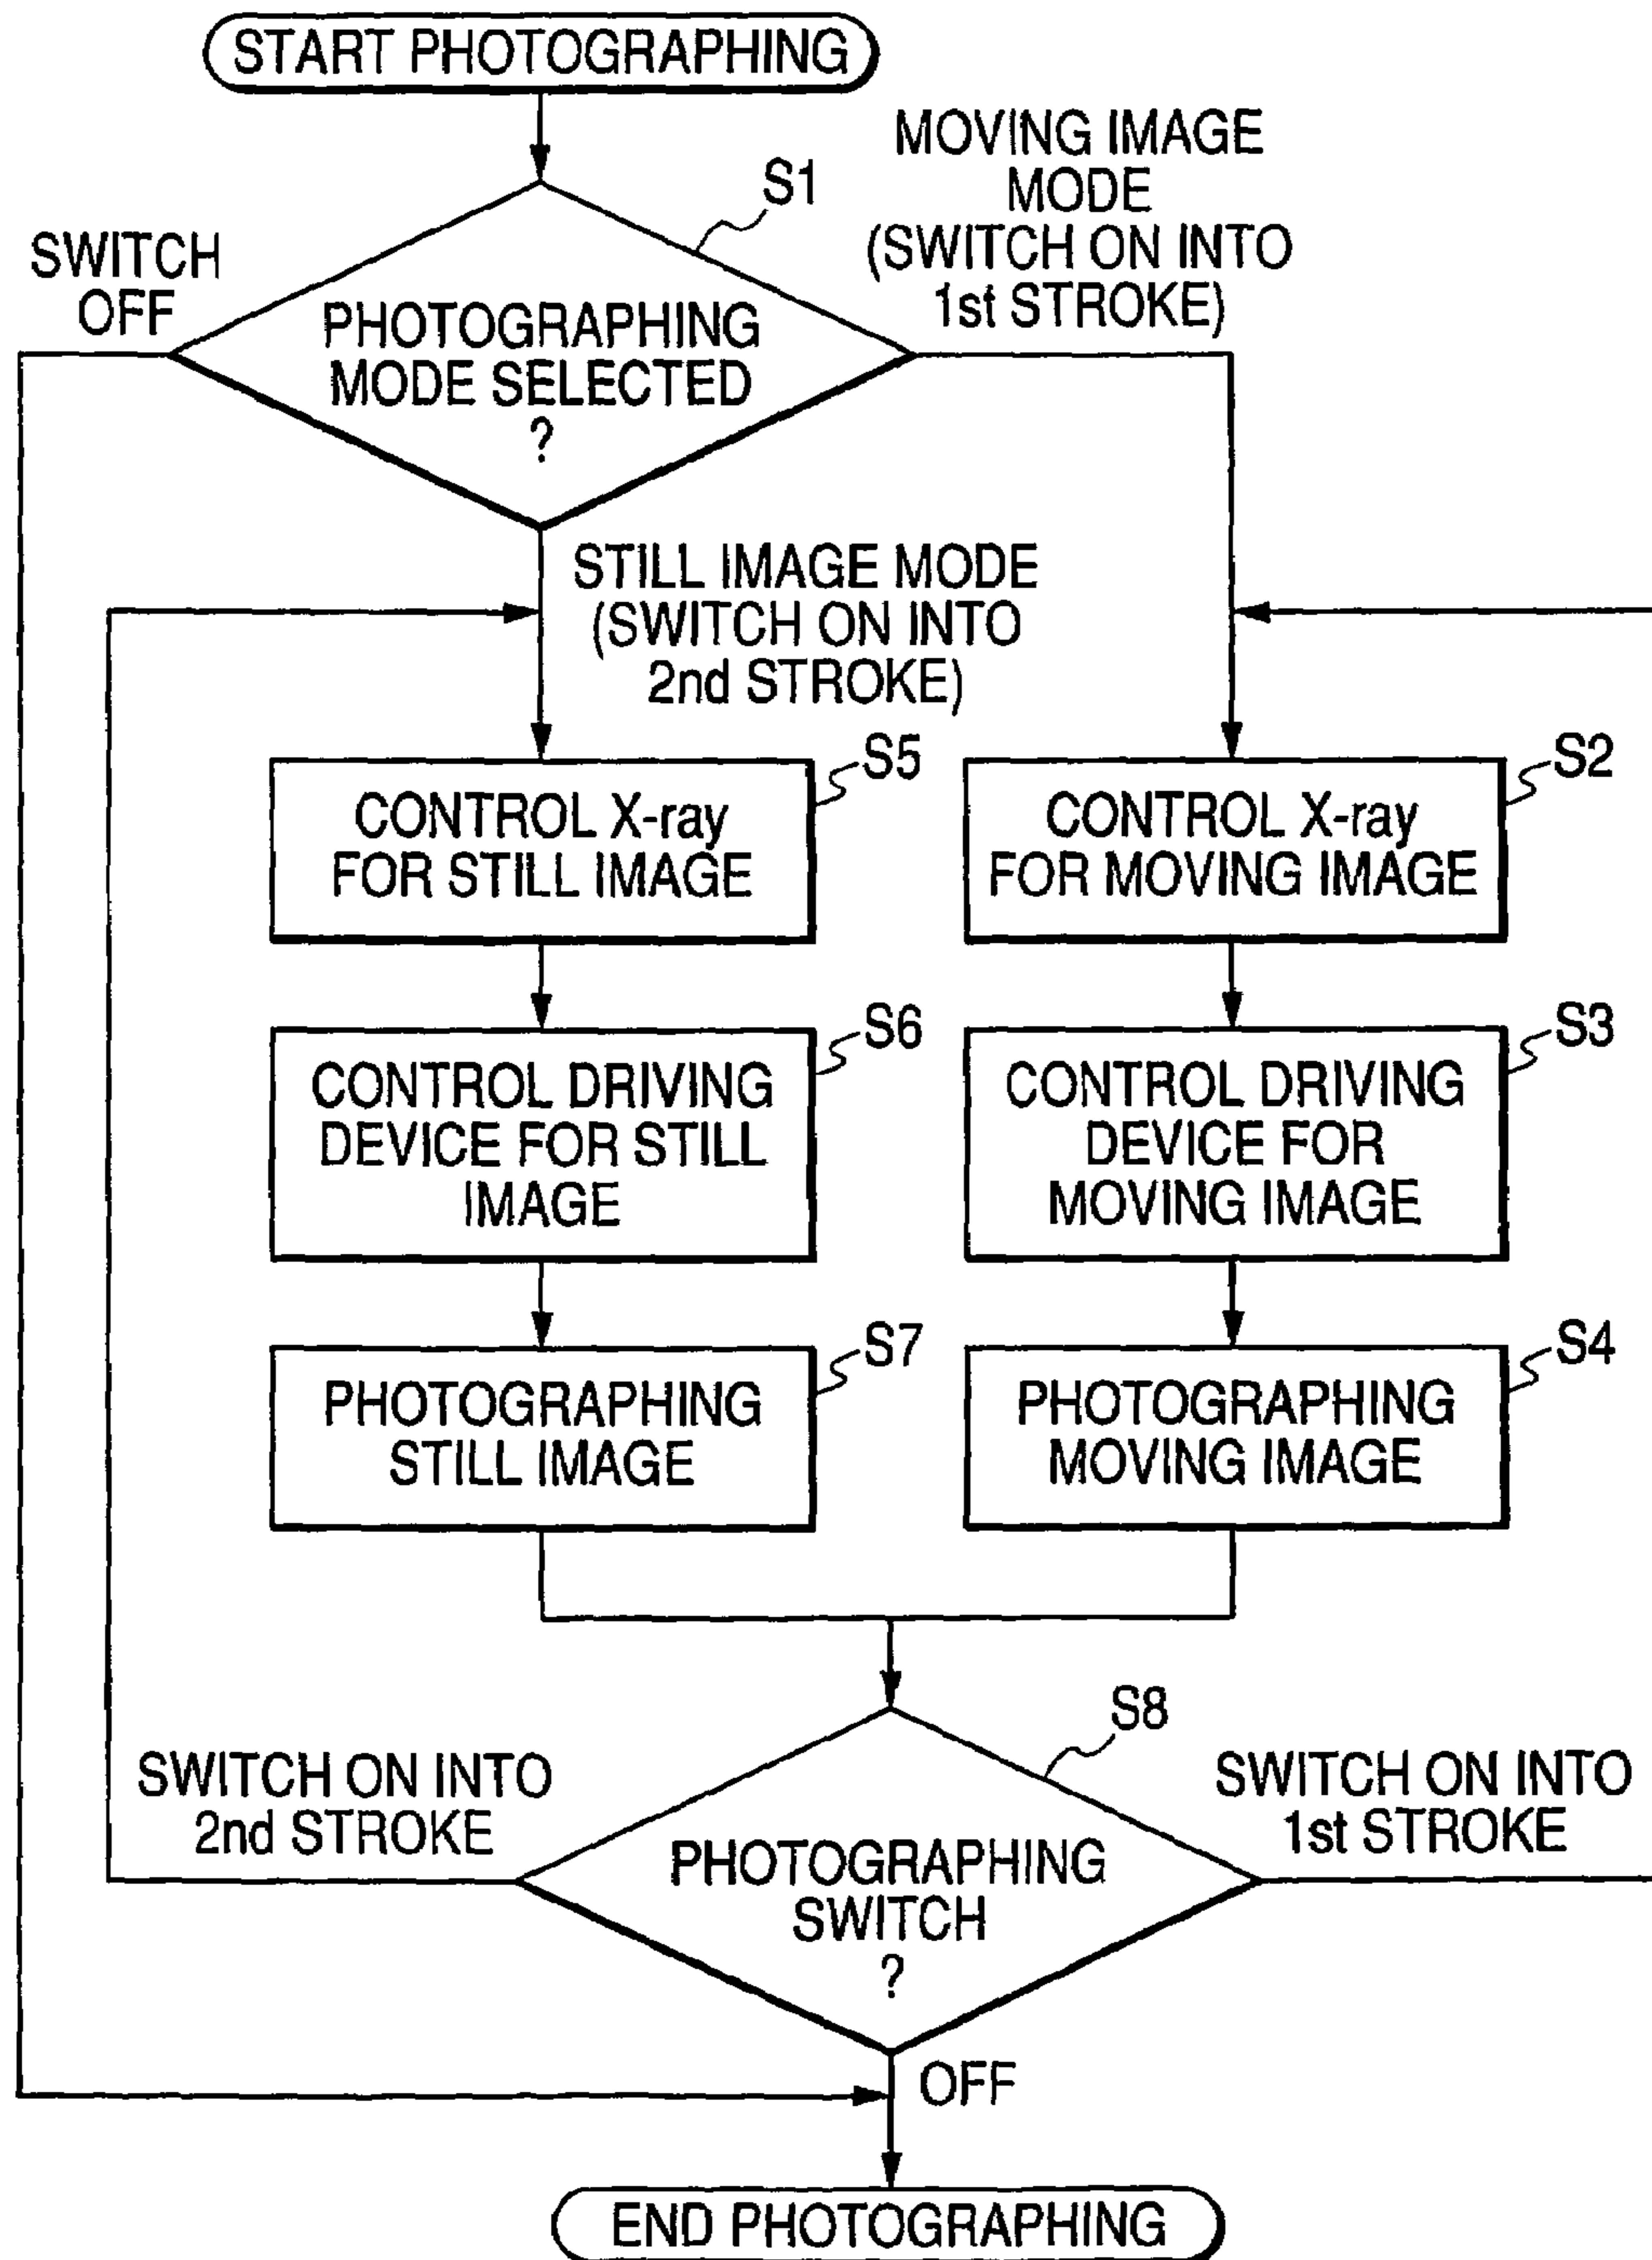 START PHOTOGRAPHING
S1
MOVING IMAGE
MODE
(SWITCH ON INTO
1st STROKE)
SWITCH
OFF
PHOTOGRAPHING
MODE SELECTED
?
STILL IMAGE MODE
(SWITCH ON INTO
2nd STROKE)
S5
CONTROL X-ray
FOR STILL IMAGE
S2
CONTROL X-ray
FOR MOVING IMAGE
S6
CONTROL DRIVING
DEVICE FOR STILL
IMAGE
S3
CONTROL DRIVING
DEVICE FOR
MOVING IMAGE
S7
PHOTOGRAPHING
STILL IMAGE
S4
PHOTOGRAPHING
MOVING IMAGE
S8
SWITCH ON INTO
2nd STROKE
SWITCH ON INTO
1st STROKE
PHOTOGRAPHING
SWITCH
?
OFF
END PHOTOGRAPHING